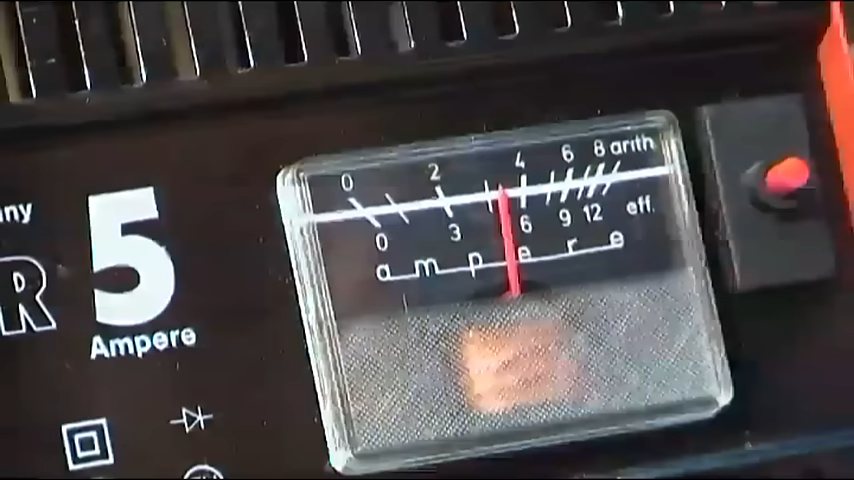 0 2 4 6 8 arith
0 3 6 9 12 eff.
ampere
ny
R 5
Ampere